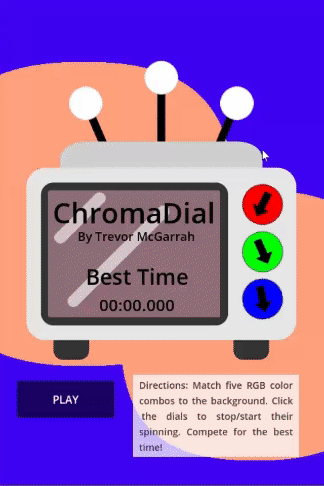 ChromaDial
By Trevor McGarrah
Best Time
00:00.000
PLAY
Directions: Match five RGB color
combos to the background. Click
the dials to stop/start their
spinning. Compete for the best
time!